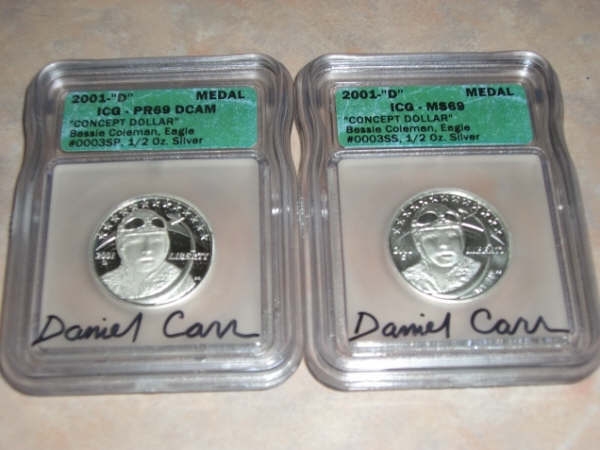 2001-"D" MEDAL
ICG - PR69 DCAM
"CONCEPT DOLLAR"
Bessie Coleman, Eagle
#0003SP, 1/2 Oz. Silver
2001
D
LIBERTY
Daniel Carr
2001-"D" MEDAL
ICG - MS69
"CONCEPT DOLLAR"
Bessie Coleman, Eagle
#0003SS, 1/2 Oz. Silver
LIBERTY
Daniel Carr